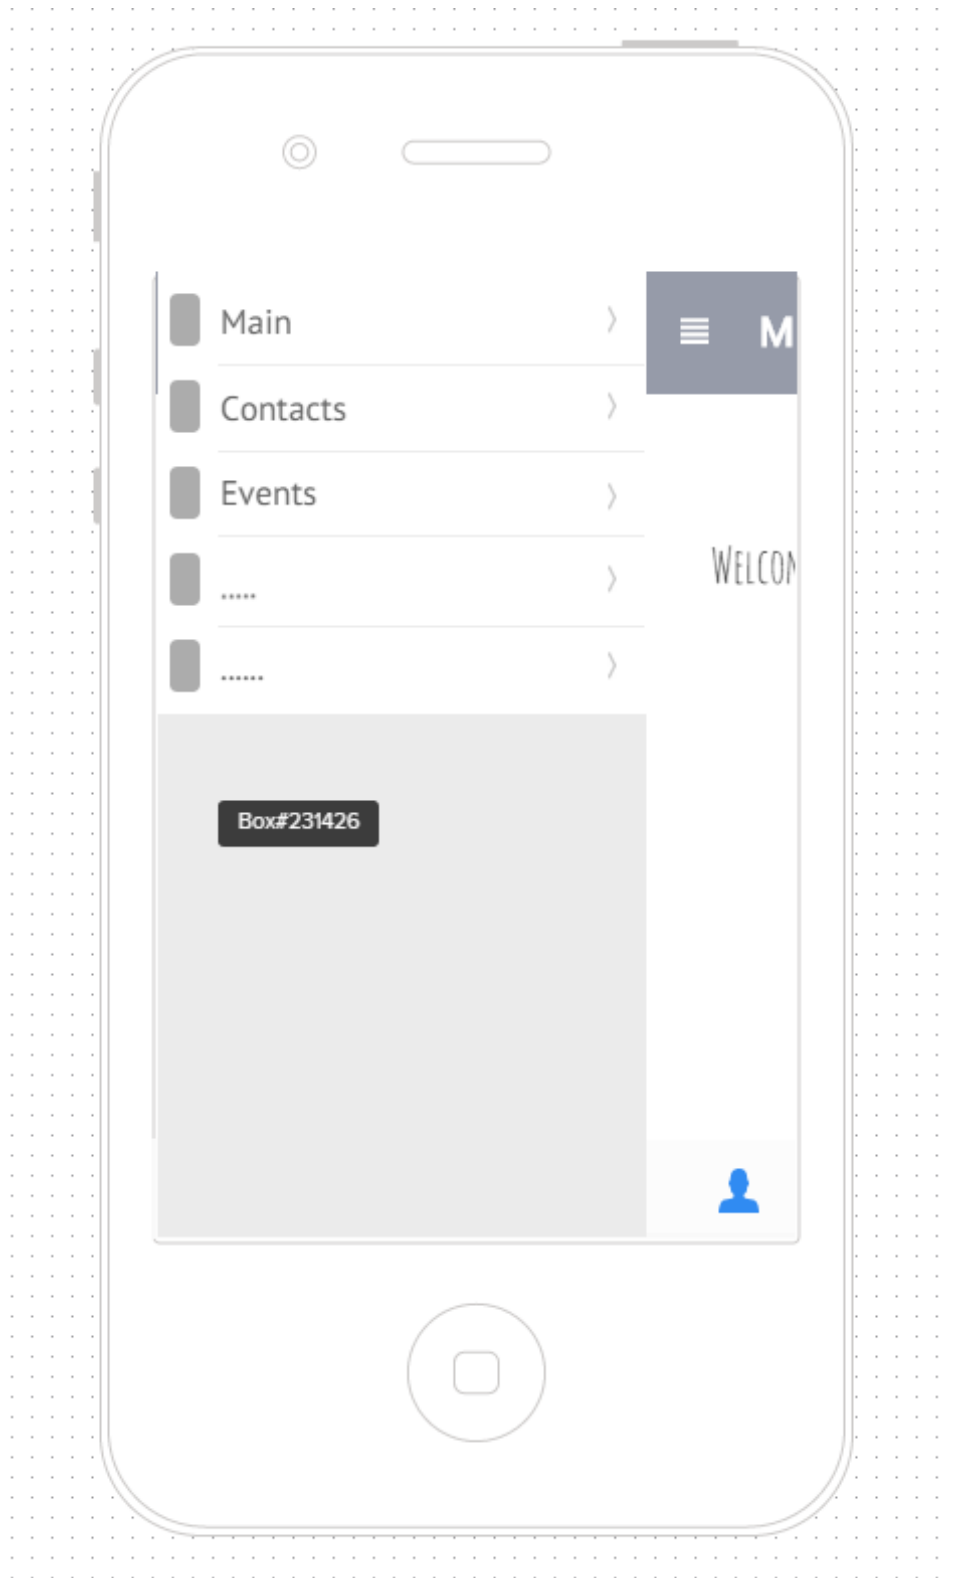 Main
M
Contacts
Events
Welcom
.....
......
Box#231426